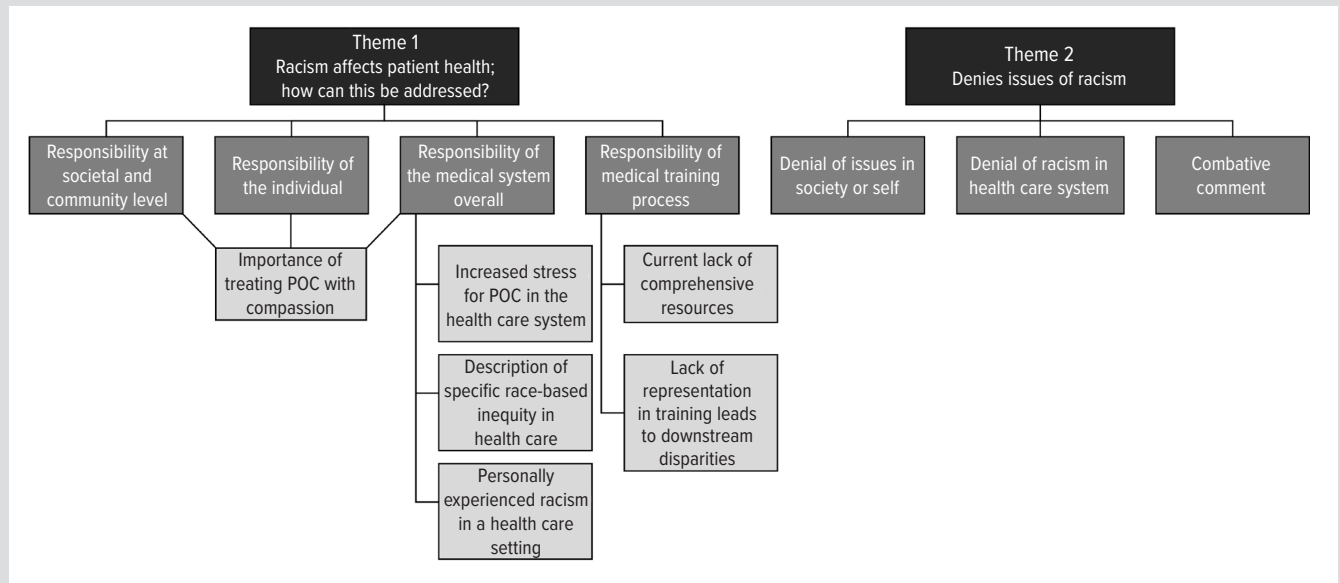 Theme 1
Racism affects patient health;
how can this be addressed?
Theme 2
Denies issues of racism
Responsibility at
societal and
community level
Responsibility of
the individual
Responsibility of
the medical system
overall
Responsibility of
medical training
process
Denial of issues in
society or self
Denial of racism in
health care system
Combative
comment
Importance of
treating POC with
compassion
Increased stress
for POC in the
health care system
Current lack of
comprehensive
resources
Description of
specific race-based
inequity in
health care
Lack of
representation
in training leads
to downstream
disparities
Personally
experienced racism
in a health care
setting